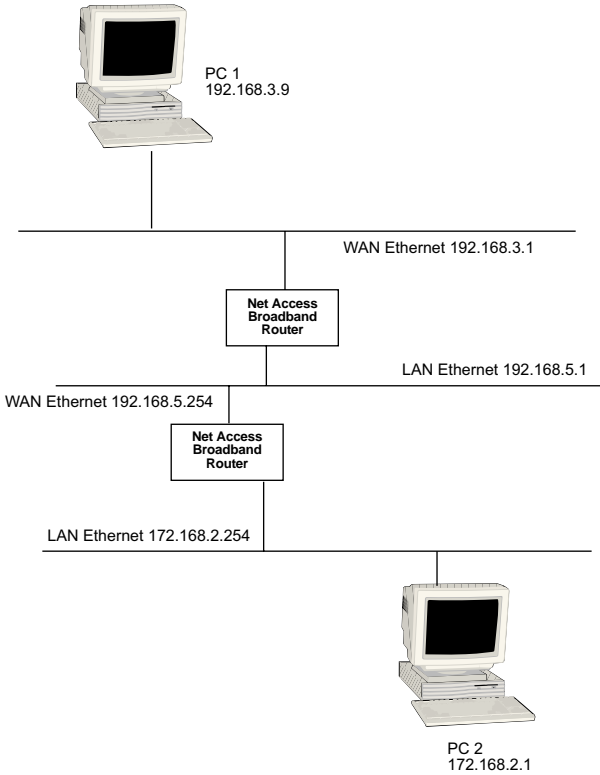 PC 1
192.168.3.9
WAN Ethernet 192.168.3.1
Net Access
Broadband
Router
LAN Ethernet 192.168.5.1
WAN Ethernet 192.168.5.254
Net Access
Broadband
Router
LAN Ethernet 172.168.2.254
PC 2
172.168.2.1